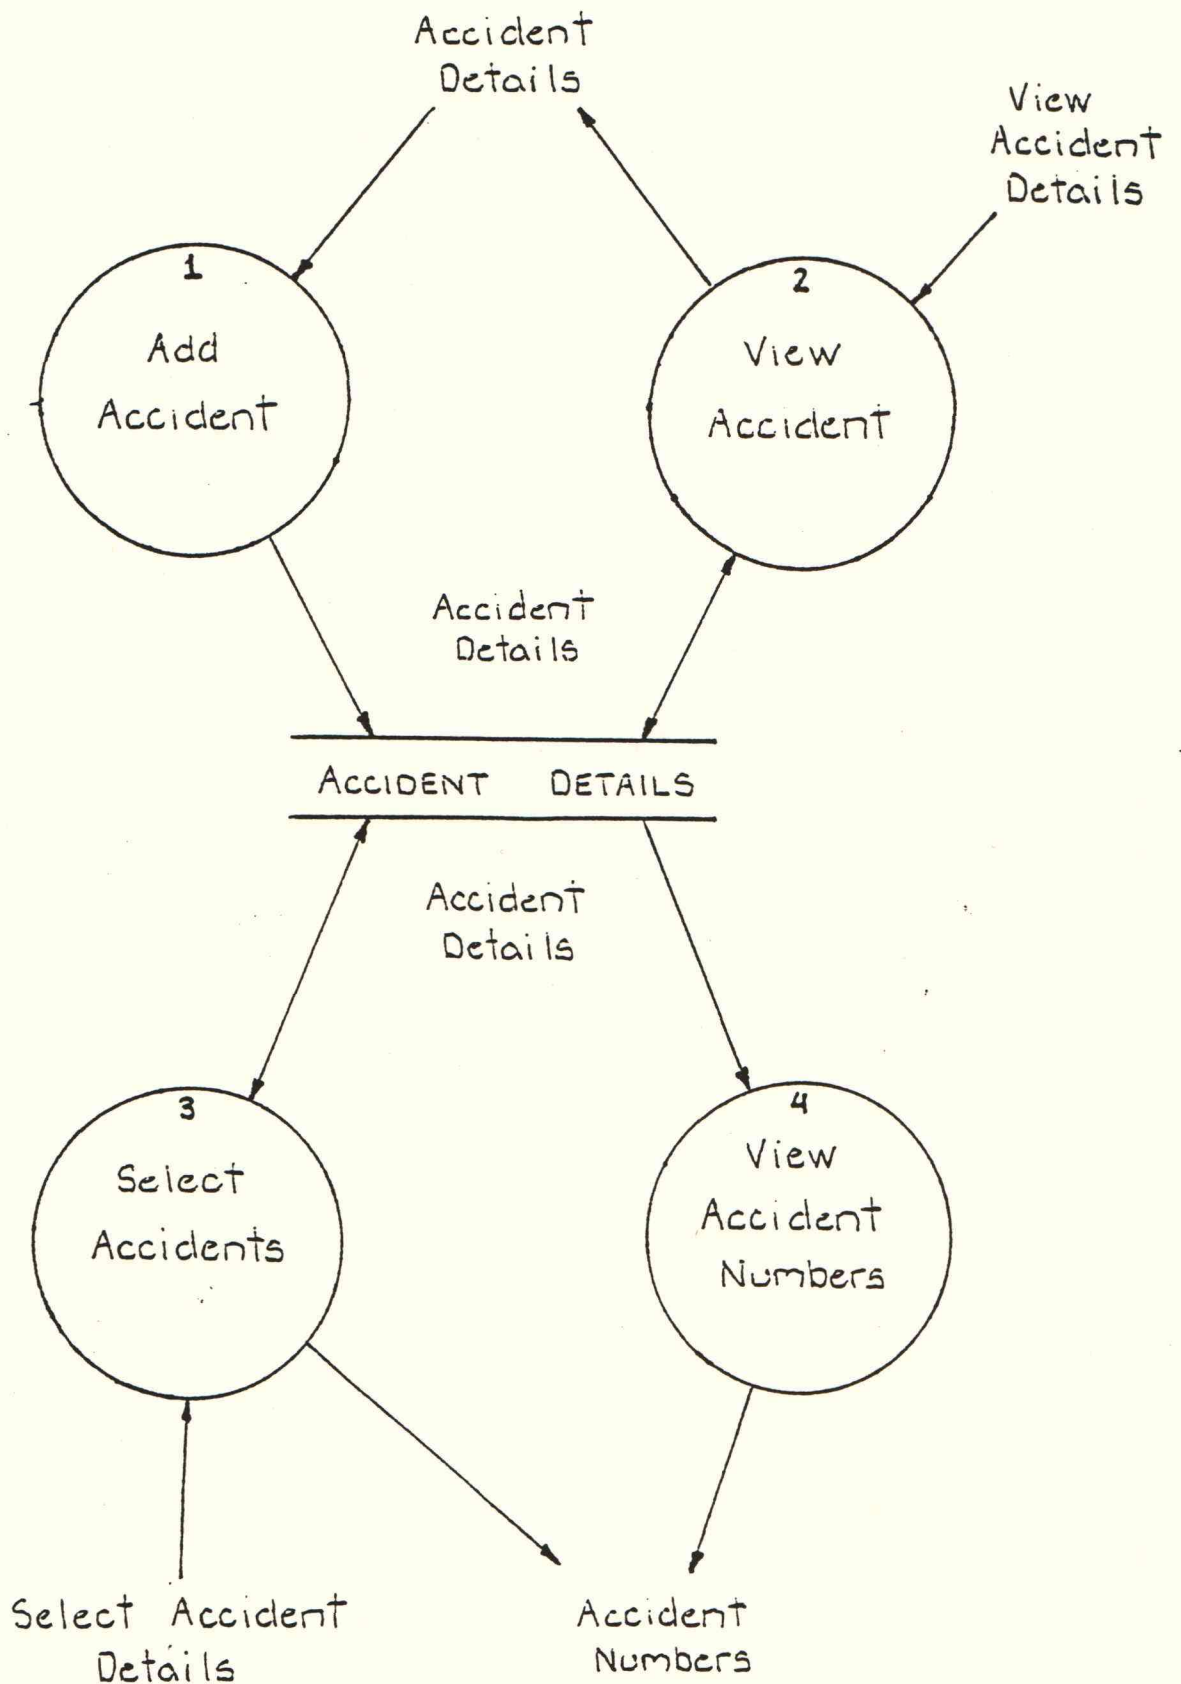 Accident
Details
View
Accident
Details
1
Add
Accident
2
View
Accident
Accident
Details
ACCIDENT DETAILS
Accident
Details
3
Select
Accidents
4
View
Accident
Numbers
Select Accident
Details
Accident
Numbers